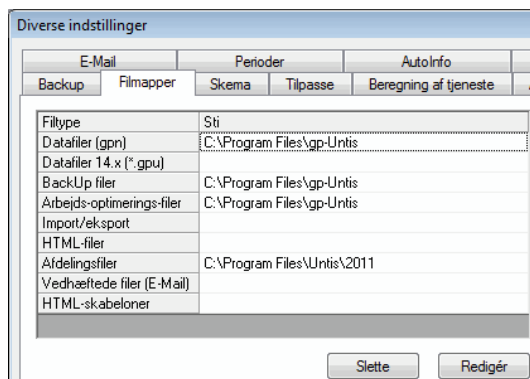 Diverse indstillinger
E-Mail Perioder AutoInfo
Backup Filmapper Skema Tilpasse Beregning af tjeneste
Filtype Sti
Datafiler (gpn) C:\Program Files\gp-Untis
Datafiler 14.x (*.gpu)
BackUp filer C:\Program Files\gp-Untis
Arbejds-optimerings-filer C:\Program Files\gp-Untis
Import/eksport
HTML-filer
Afdelingsfiler C:\Program Files\Untis\2011
Vedhæftede filer (E-Mail)
HTML-skabeloner
Slette Redigér